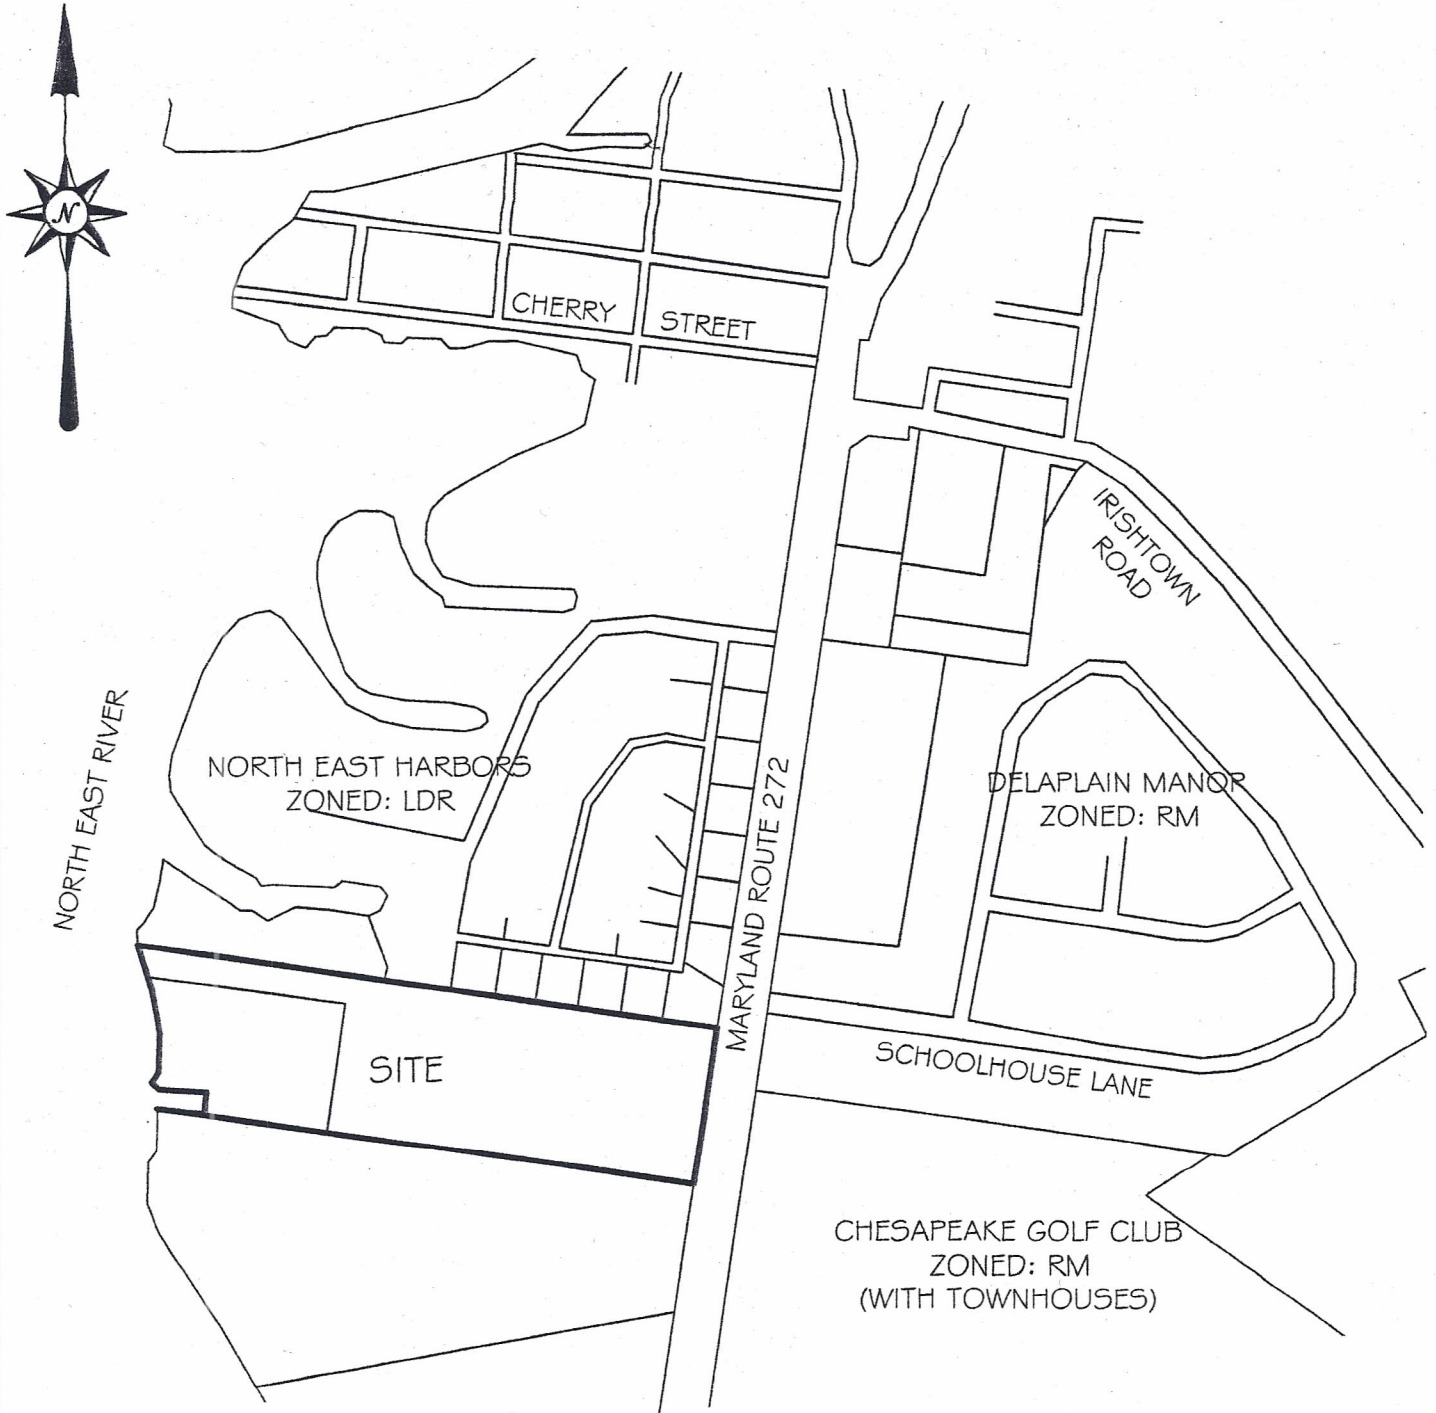 N
CHERRY STREET
IRISHTOWN
ROAD
NORTH EAST RIVER
NORTH EAST HARBORS
ZONED: LDR
MARYLAND ROUTE 272
DELAPLAIN MANOR
ZONED: RM
SITE
SCHOOLHOUSE LANE
CHESAPEAKE GOLF CLUB
ZONED: RM
(WITH TOWNHOUSES)